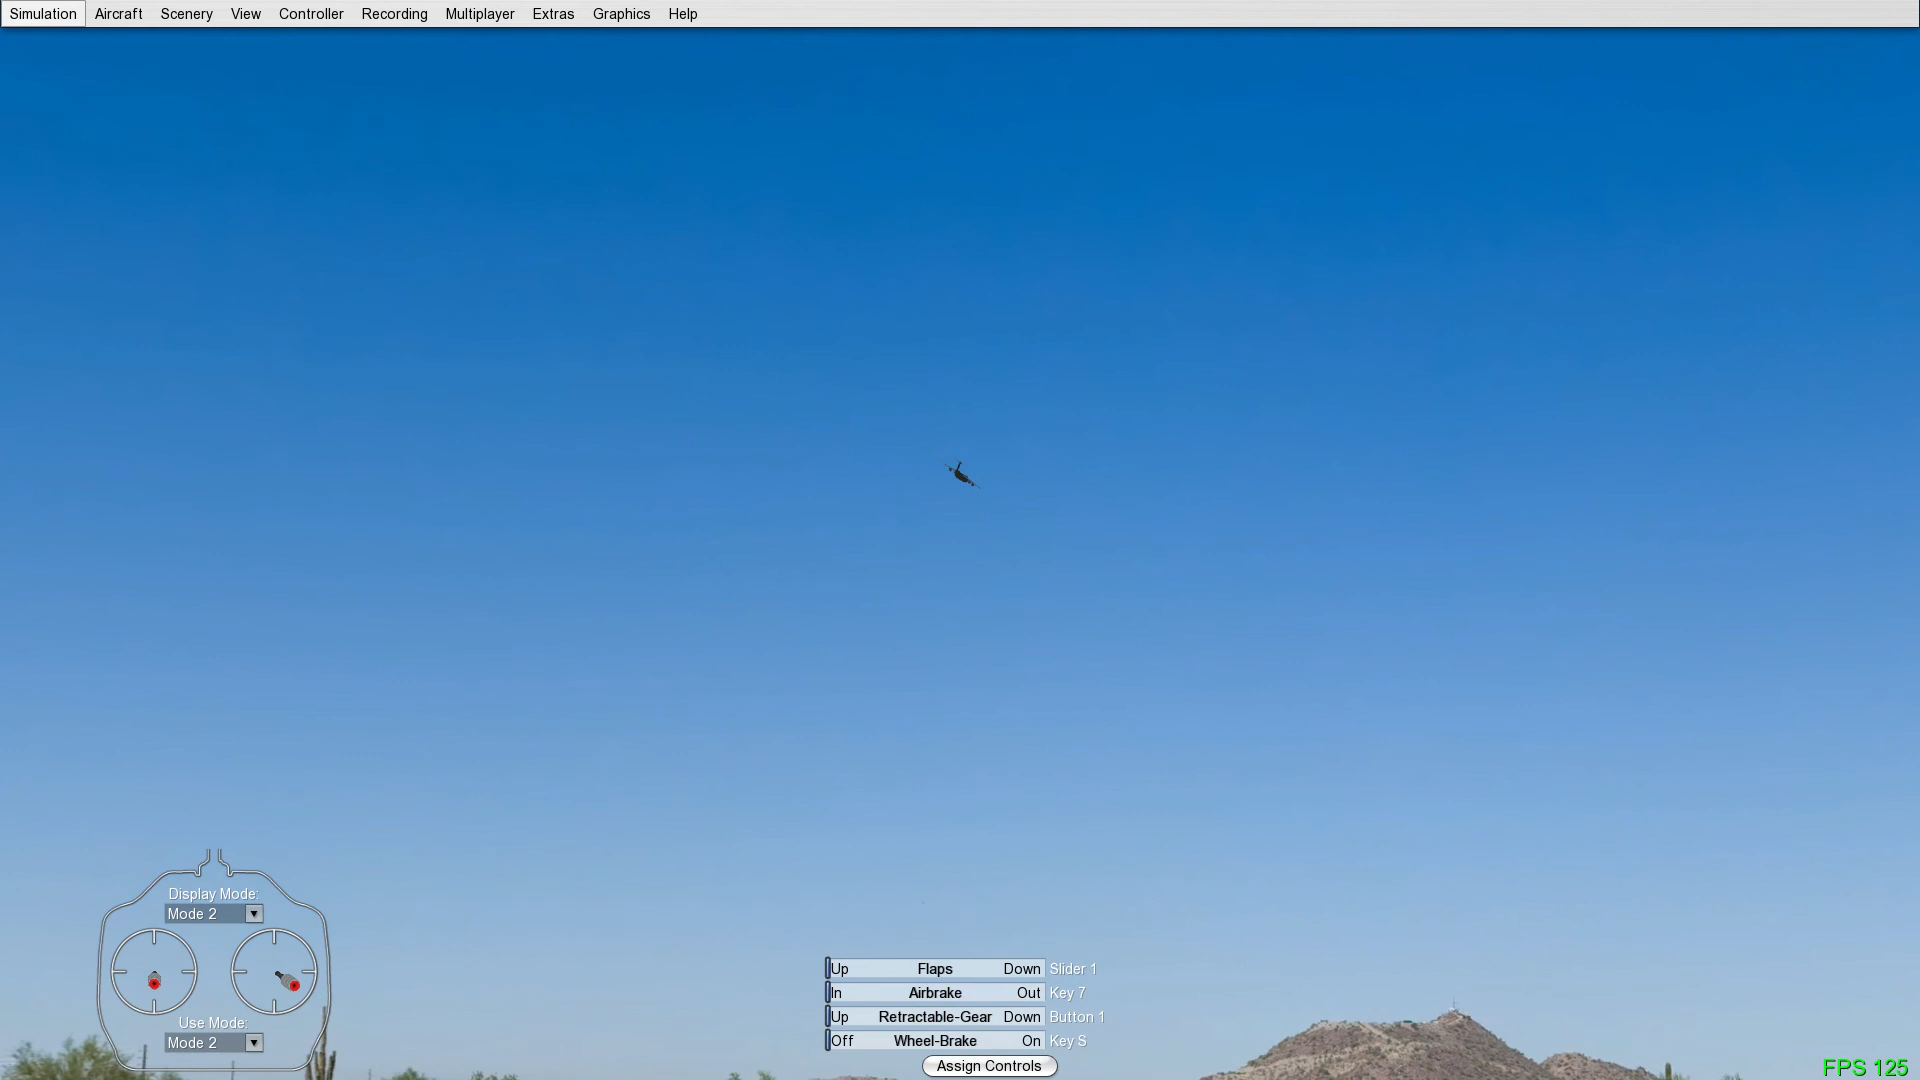 Simulation Aircraft Scenery View Controller Recording Multiplayer Extras Graphics Help
Display Mode:
Mode 2
Use Mode:
Mode 2
Up Flaps Down Slider 1
In Airbrake Out Key 7
Up Retractable-Gear Down Button 1
Off Wheel-Brake On Key S
Assign Controls
FPS 125